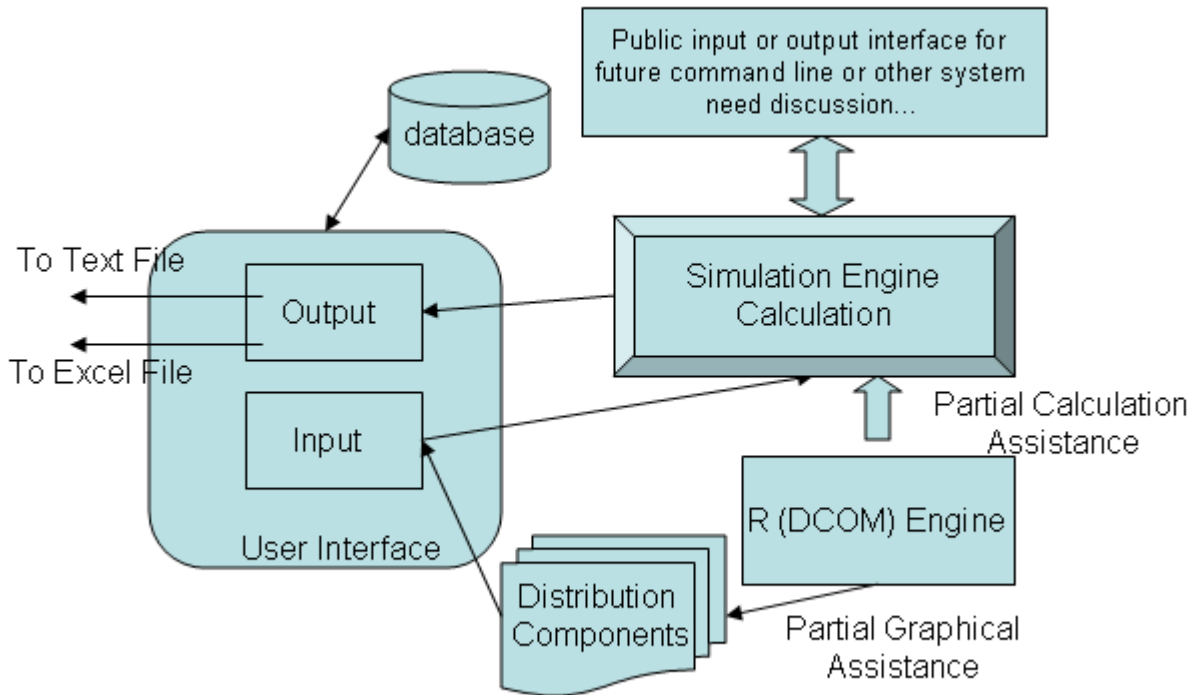 Public input or output interface for
future command line or other system
need discussion...
database
To Text File
Output
Simulation Engine
Calculation
To Excel File
Input
Partial Calculation
Assistance
User Interface
R (DCOM) Engine
Distribution
Components
Partial Graphical
Assistance